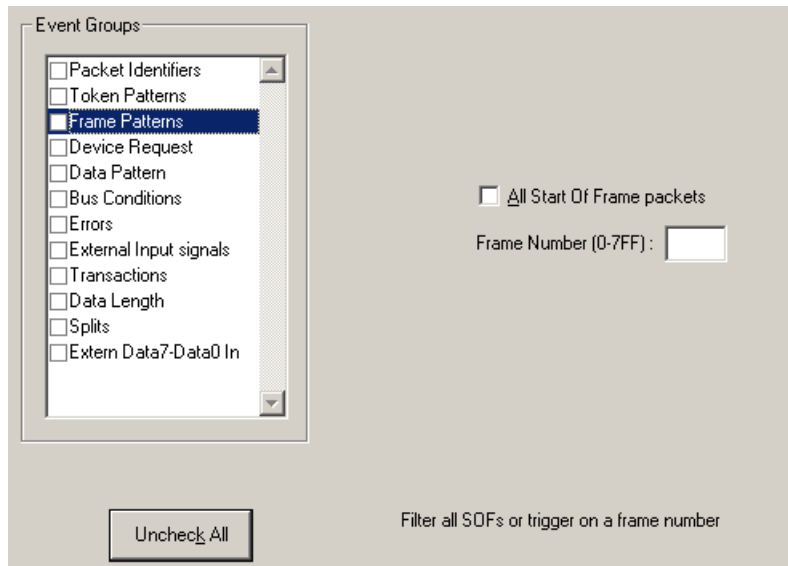 Event Groups
Packet Identifiers
Token Patterns
Frame Patterns
Device Request
Data Pattern
Bus Conditions
Errors
External Input signals
Transactions
Data Length
Splits
Extern Data7-Data0 In
All Start Of Frame packets
Frame Number (0-7FF) :
Uncheck All
Filter all SOFs or trigger on a frame number